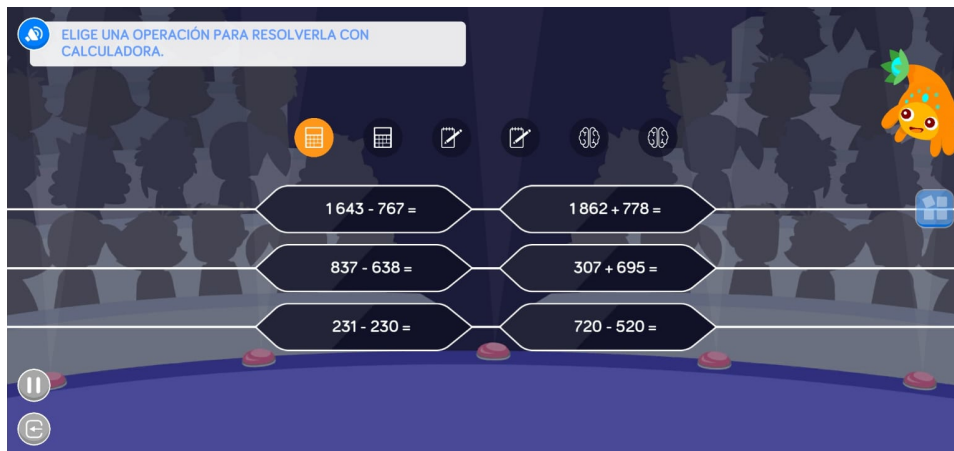 ELIGE UNA OPERACIÓN PARA RESOLVERLA CON
CALCULADORA.
1 643 - 767 =
1 862 + 778 =
837 - 638 =
307 + 695 =
231 - 230 =
720 - 520 =